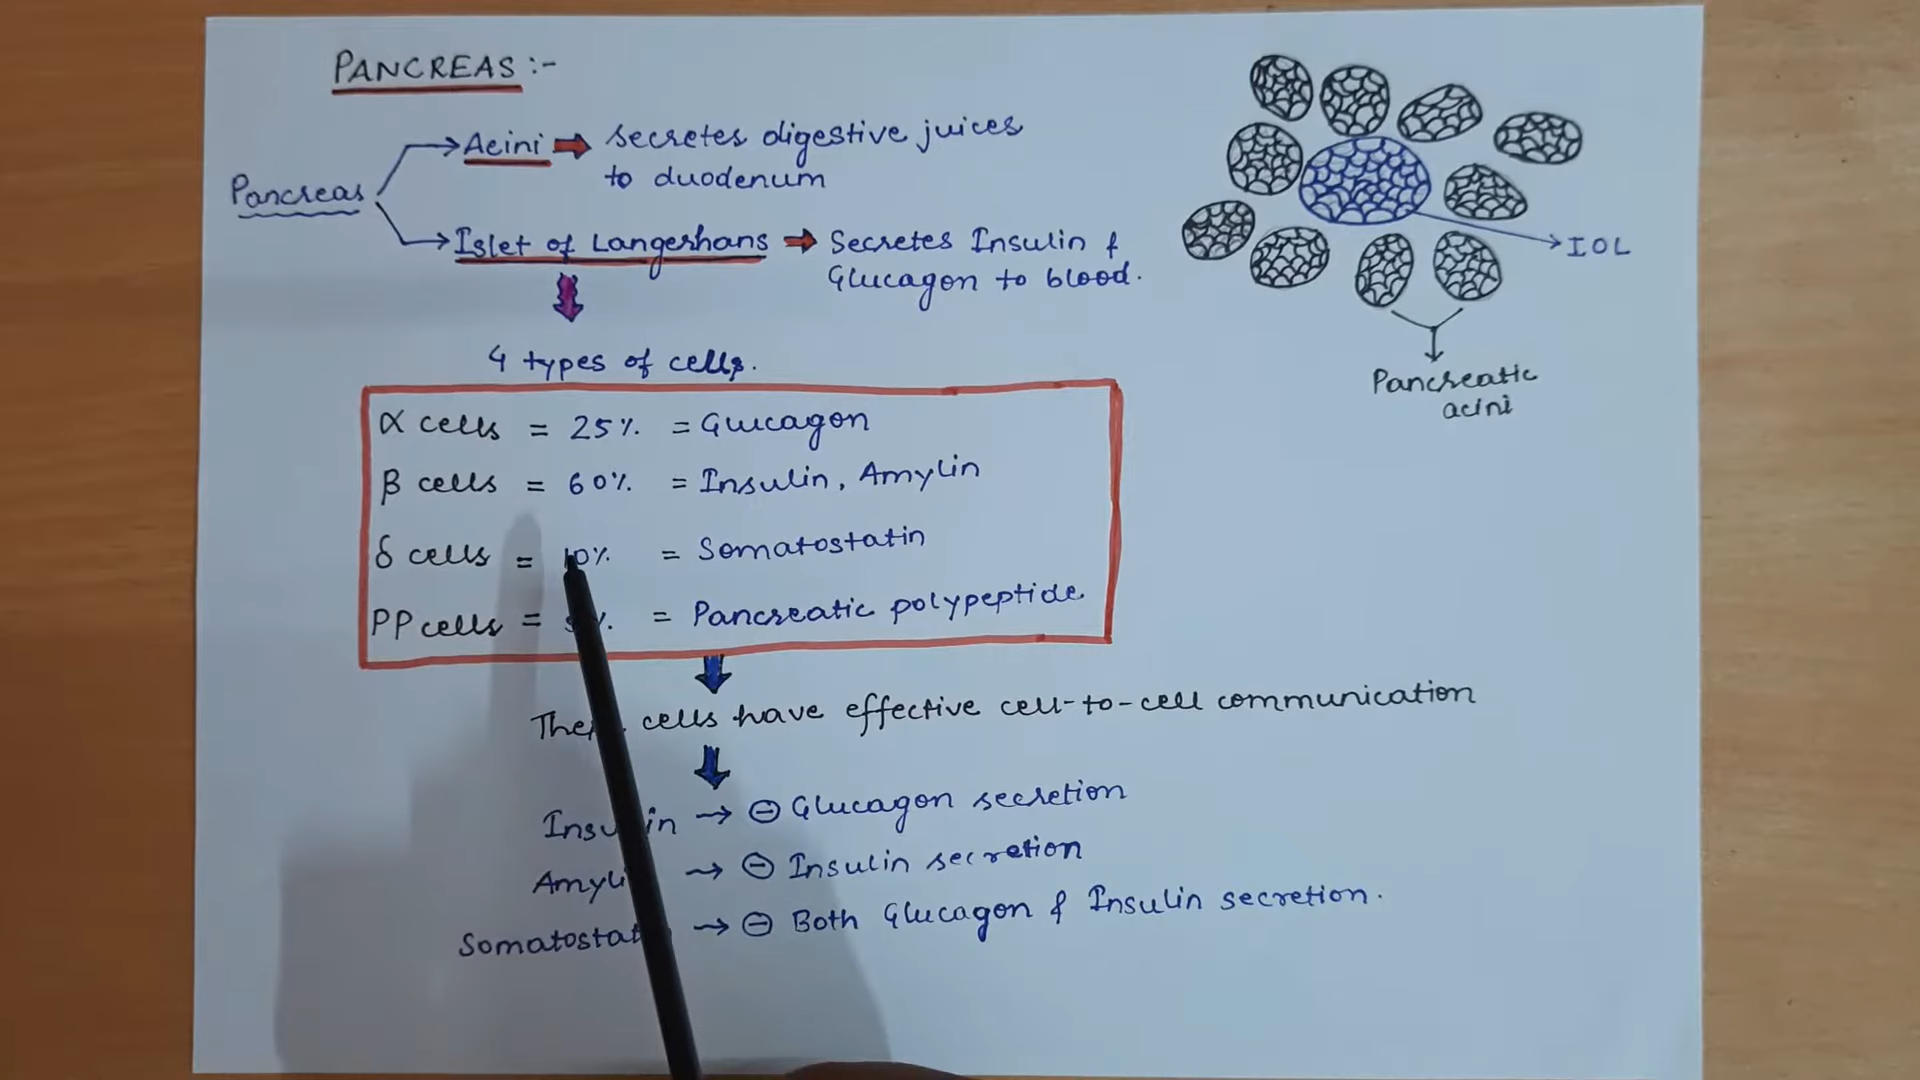 PANCREAS :-
Pancreas
Acini → secretes digestive juices
to duodenum
Islet of Langerhans → Secretes Insulin &
Glucagon to blood.
IOL
Pancreatic
acini
4 types of cells.
α cells = 25% = Glucagon
β cells = 60% = Insulin, Amylin
δ cells = 10% = Somatostatin
PP cells = % = Pancreatic polypeptide
cells have effective cell-to-cell communication
→ ⊖ Glucagon secretion
→ ⊖ Insulin secretion
→ ⊖ Both Glucagon & Insulin secretion.